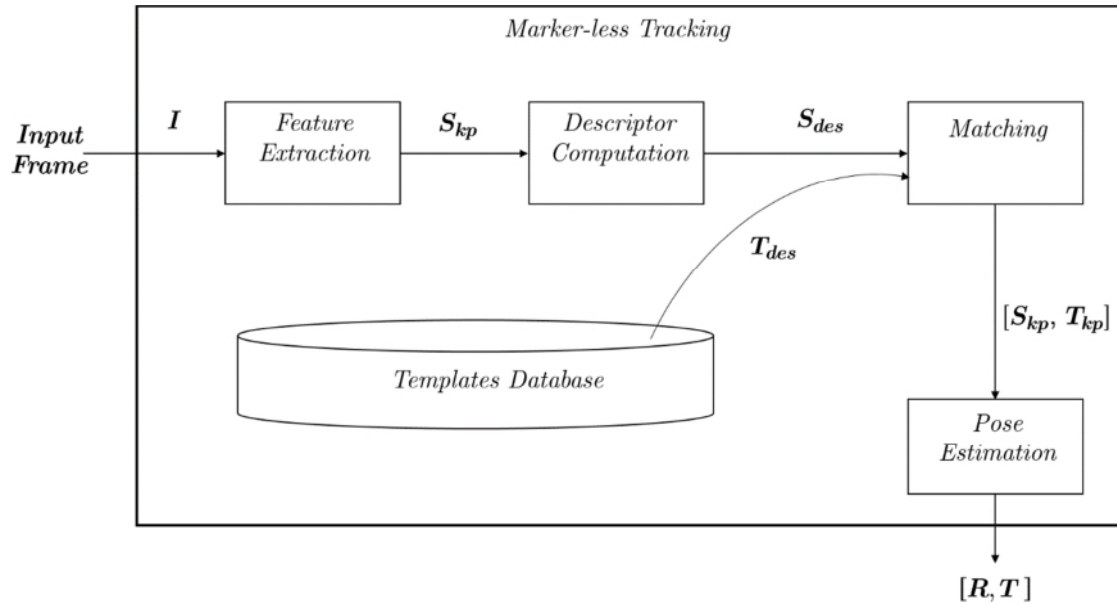 Marker-less Tracking
Input
Frame
I
Feature
Extraction
S_kp
Descriptor
Computation
S_des
Matching
T_des
Templates Database
[S_kp, T_kp]
Pose
Estimation
[R, T]